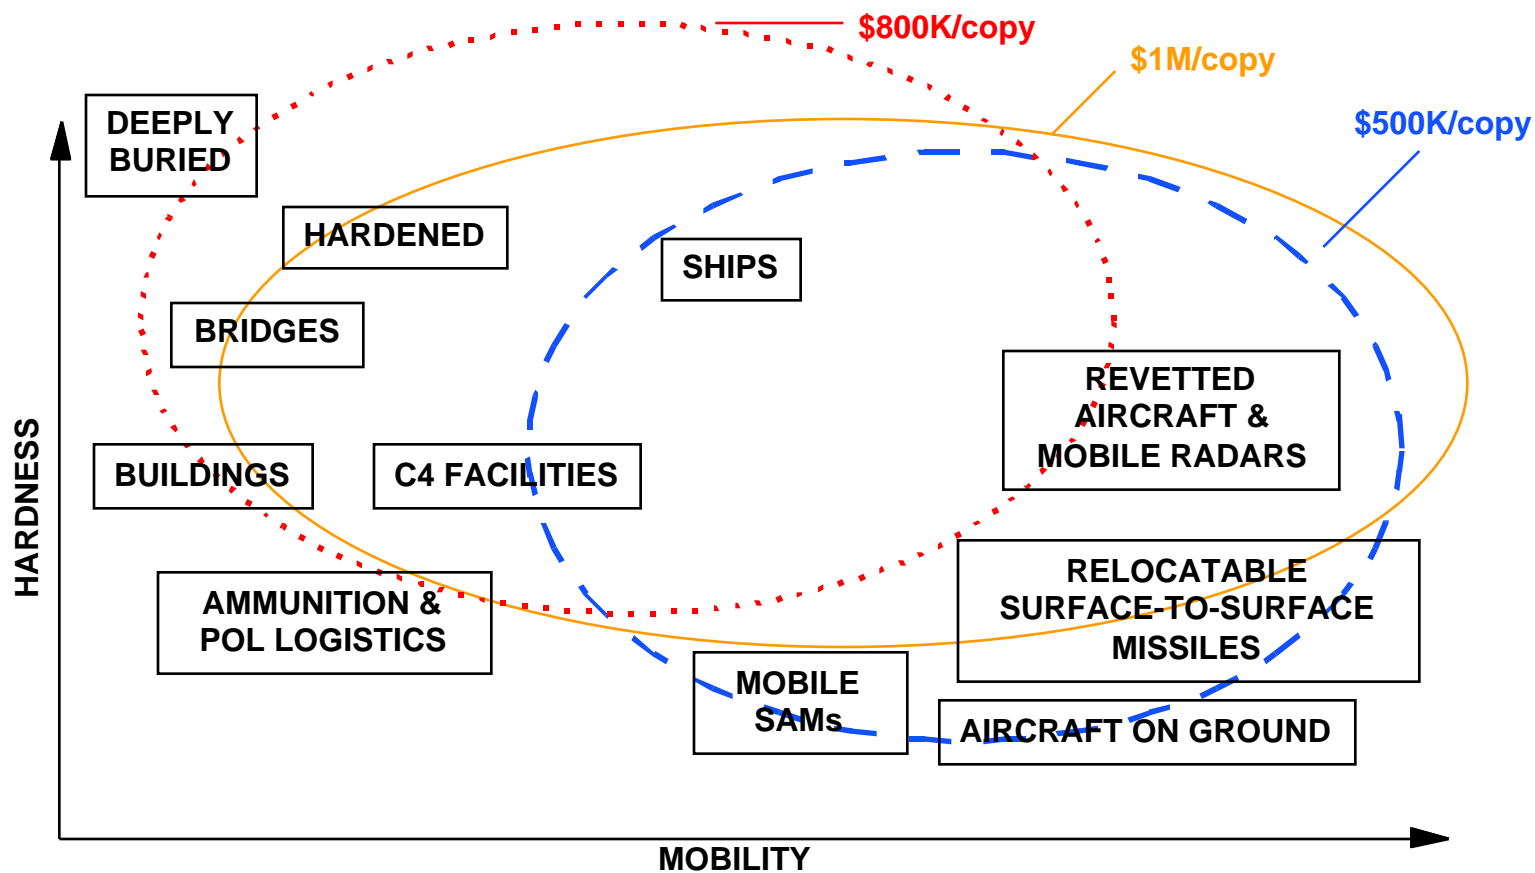 $800K/copy
$1M/copy
$500K/copy
DEEPLY
BURIED
HARDENED
SHIPS
BRIDGES
REVETTED
AIRCRAFT &
MOBILE RADARS
BUILDINGS
C4 FACILITIES
HARDNESS
RELOCATABLE
SURFACE-TO-SURFACE
MISSILES
AMMUNITION &
POL LOGISTICS
MOBILE
SAMs
AIRCRAFT ON GROUND
MOBILITY